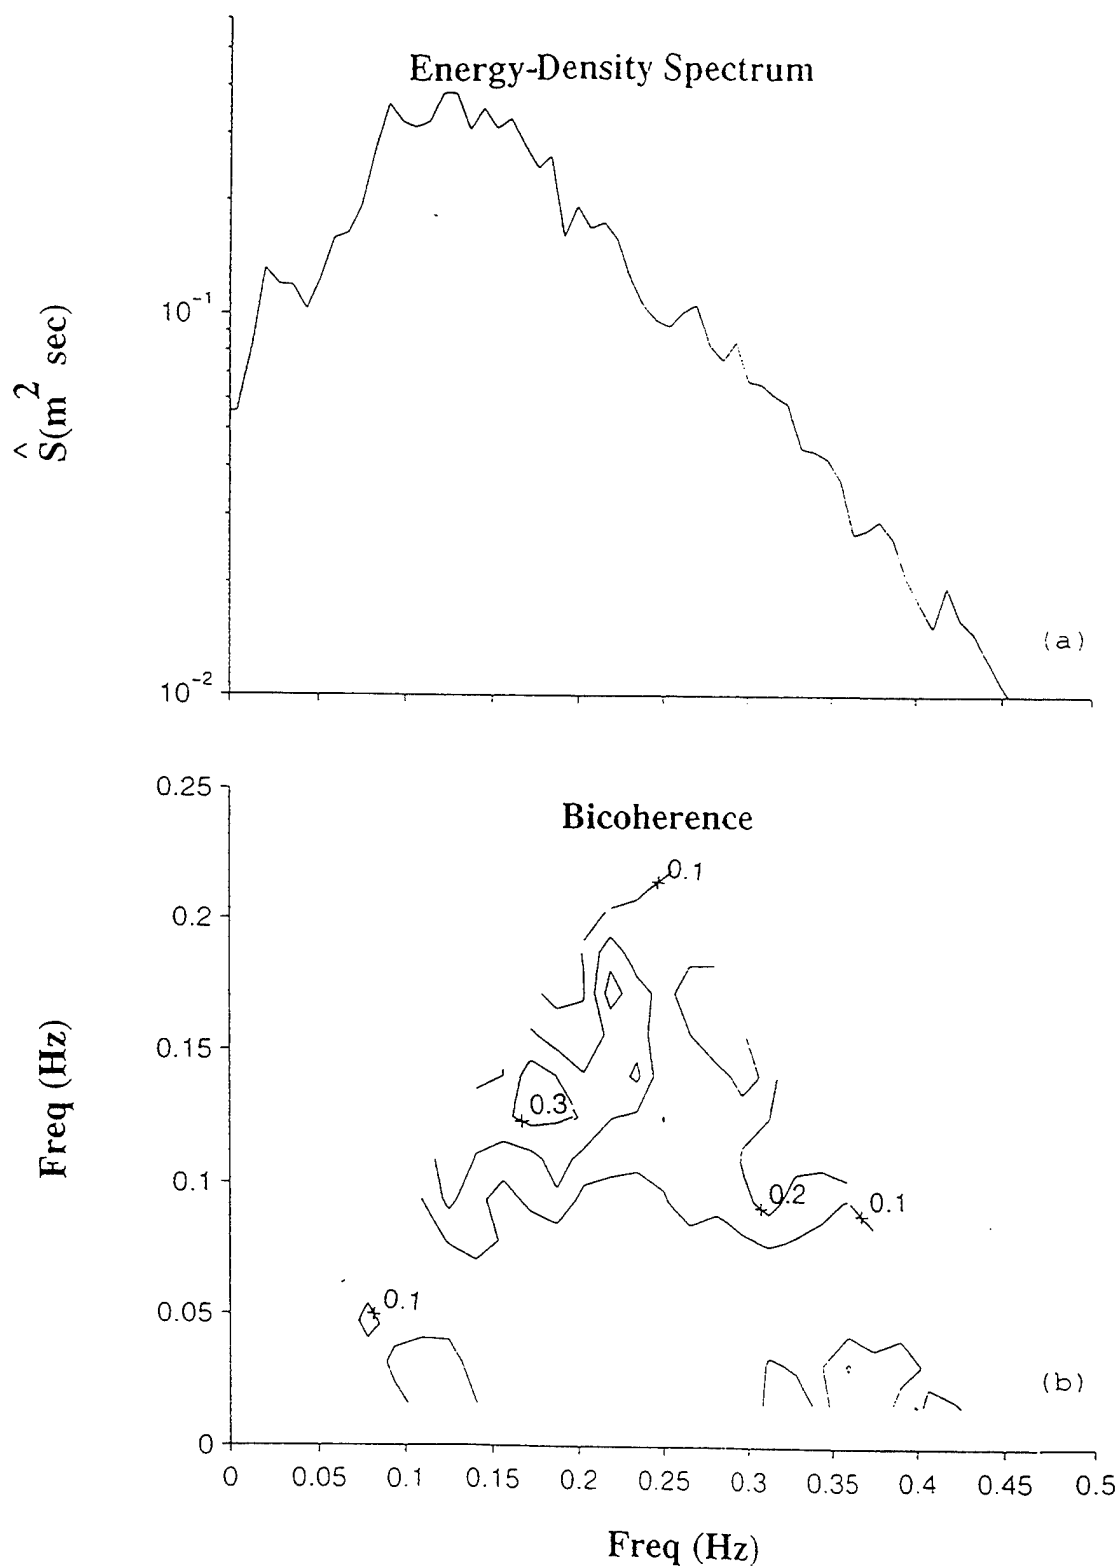 Energy-Density Spectrum
Ŝ(m² sec)
10⁻¹
10⁻²
(a)
Bicoherence
Freq (Hz)
0.25
0.2
0.15
0.1
0.05
0
0.1
0.3
0.2
0.1
0.1
(b)
0 0.05 0.1 0.15 0.2 0.25 0.3 0.35 0.4 0.45 0.5
Freq (Hz)